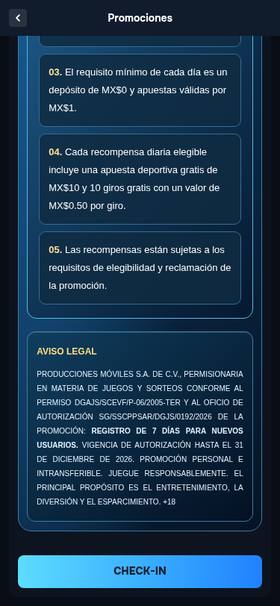 Promociones
03. El requisito mínimo de cada día es un
depósito de MX$0 y apuestas válidas por
MX$1.
04. Cada recompensa diaria elegible
incluye una apuesta deportiva gratis de
MX$10 y 10 giros gratis con un valor de
MX$0.50 por giro.
05. Las recompensas están sujetas a los
requisitos de elegibilidad y reclamación de
la promoción.
AVISO LEGAL
PRODUCCIONES MÓVILES S.A. DE C.V., PERMISIONARIA
EN MATERIA DE JUEGOS Y SORTEOS CONFORME AL
PERMISO DGAJS/SCEVF/P-06/2005-TER Y AL OFICIO DE
AUTORIZACIÓN SG/SSCPPSAR/DGJS/0192/2026 DE LA
PROMOCIÓN: REGISTRO DE 7 DÍAS PARA NUEVOS
USUARIOS. VIGENCIA DE AUTORIZACIÓN HASTA EL 31
DE DICIEMBRE DE 2026. PROMOCIÓN PERSONAL E
INTRANSFERIBLE. JUEGUE RESPONSABLEMENTE. EL
PRINCIPAL PROPÓSITO ES EL ENTRETENIMIENTO, LA
DIVERSIÓN Y EL ESPARCIMIENTO. +18
CHECK-IN